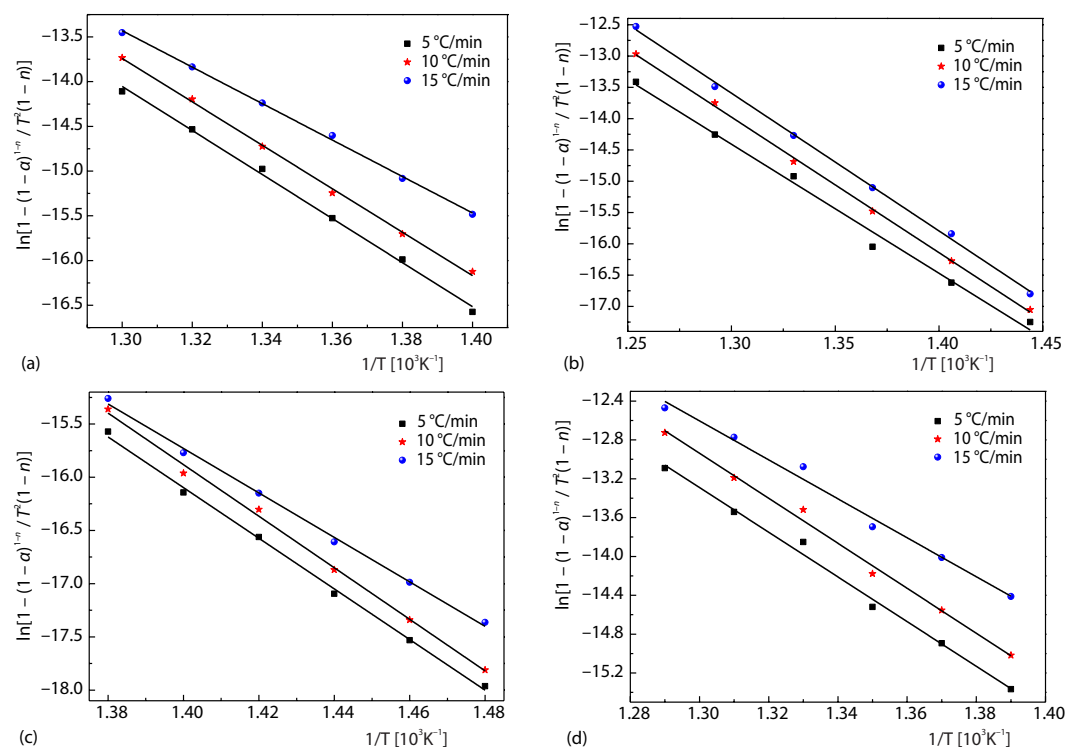 ln[1 − (1 − α)¹⁻ⁿ / T²(1 − n)]
−13.5
−14.0
−14.5
−15.0
−15.5
−16.0
−16.5
5 °C/min
10 °C/min
15 °C/min
1.30 1.32 1.34 1.36 1.38 1.40
(a)
1/T [10³K⁻¹]
ln[1 − (1 − α)¹⁻ⁿ / T²(1 − n)]
−12.5
−13.0
−13.5
−14.0
−14.5
−15.0
−15.5
−16.0
−16.5
−17.0
5 °C/min
10 °C/min
15 °C/min
1.25 1.30 1.35 1.40 1.45
(b)
1/T [10³K⁻¹]
ln[1 − (1 − α)¹⁻ⁿ / T²(1 − n)]
−15.5
−16.0
−16.5
−17.0
−17.5
−18.0
5 °C/min
10 °C/min
15 °C/min
1.38 1.40 1.42 1.44 1.46 1.48
(c)
1/T [10³K⁻¹]
ln[1 − (1 − α)¹⁻ⁿ / T²(1 − n)]
−12.4
−12.8
−13.2
−13.6
−14.0
−14.4
−14.8
−15.2
5 °C/min
10 °C/min
15 °C/min
1.28 1.30 1.32 1.34 1.36 1.38 1.40
(d)
1/T [10³K⁻¹]